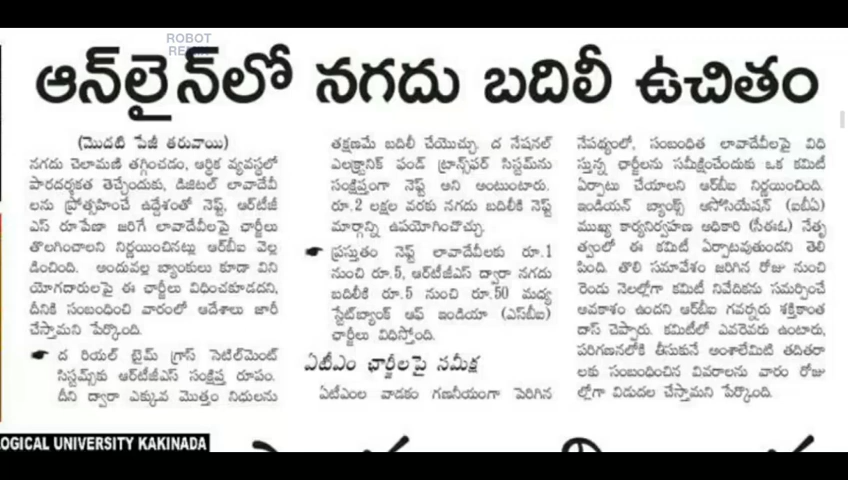 ROBOT
REMIX
ఆన్‌లైన్‌లో నగదు బదిలీ ఉచితం
(మొదటి పేజీ తరువాయి)
నగదు చెలామణి తగ్గించడం, ఆర్థిక వ్యవస్థలో
పారదర్శకత తెచ్చేందుకు, డిజిటల్ లావాదేవీ
లను ప్రోత్సహించే ఉద్దేశంతో నెఫ్ట్, ఆర్‌టీజీ
ఎస్ రూపేణా జరిగే లావాదేవీలపై ఛార్జీలు
తొలగించాలని నిర్ణయించినట్లు ఆర్‌బీఐ వెల్ల
డించింది. అందువల్ల బ్యాంకులు కూడా విని
యోగదారులపై ఈ ఛార్జీలు విధించకూడదని,
దీనికి సంబంధించి వారంలో ఆదేశాలు జారీ
చేస్తామని పేర్కొంది.
ద రియల్ టైమ్ గ్రాస్ సెటిల్‌మెంట్
సిస్టమ్‌కు ఆర్‌టీజీఎస్ సంక్షిప్త రూపం.
దీని ద్వారా ఎక్కువ మొత్తం నిధులను
తక్షణమే బదిలీ చేయొచ్చు. ద నేషనల్
ఎలక్ట్రానిక్ ఫండ్ ట్రాన్స్‌ఫర్ సిస్టమ్‌ను
సంక్షిప్తంగా నెఫ్ట్ అని అంటుంటారు.
రూ.2 లక్షల వరకు నగదు బదిలీకి నెఫ్ట్
మార్గాన్ని ఉపయోగించొచ్చు.
ప్రస్తుతం నెఫ్ట్ లావాదేవీలకు రూ.1
నుంచి రూ.5, ఆర్‌టీజీఎస్ ద్వారా నగదు
బదిలీకి రూ.5 నుంచి రూ.50 మధ్య
స్టేట్‌బ్యాంక్ ఆఫ్ ఇండియా (ఎస్‌బీఐ)
ఛార్జీలు విధిస్తోంది.
ఏటీఎం ఛార్జీలపై సమీక్ష
ఏటీఎంల వాడకం గణనీయంగా పెరిగిన
నేపథ్యంలో, సంబంధిత లావాదేవీలపై విధి
స్తున్న ఛార్జీలను సమీక్షించేందుకు ఒక కమిటీ
ఏర్పాటు చేయాలని ఆర్‌బీఐ నిర్ణయించింది.
ఇండియన్ బ్యాంక్స్ అసోసియేషన్ (ఐబీఏ)
ముఖ్య కార్యనిర్వహణ అధికారి (సీఈఓ) నేతృ
త్వంలో ఈ కమిటీ ఏర్పాటవుతుందని తెలి
పింది. తొలి సమావేశం జరిగిన రోజు నుంచి
రెండు నెలల్లోగా కమిటీ నివేదికను సమర్పించే
అవకాశం ఉందని ఆర్‌బీఐ గవర్నరు శక్తికాంత
దాస్ చెప్పారు. కమిటీలో ఎవరెవరు ఉంటారు,
పరిగణనలోకి తీసుకునే అంశాలేమిటి తదితరా
లకు సంబంధించిన వివరాలను వారం రోజు
ల్లోగా విడుదల చేస్తామని పేర్కొంది.
OGICAL UNIVERSITY KAKINADA